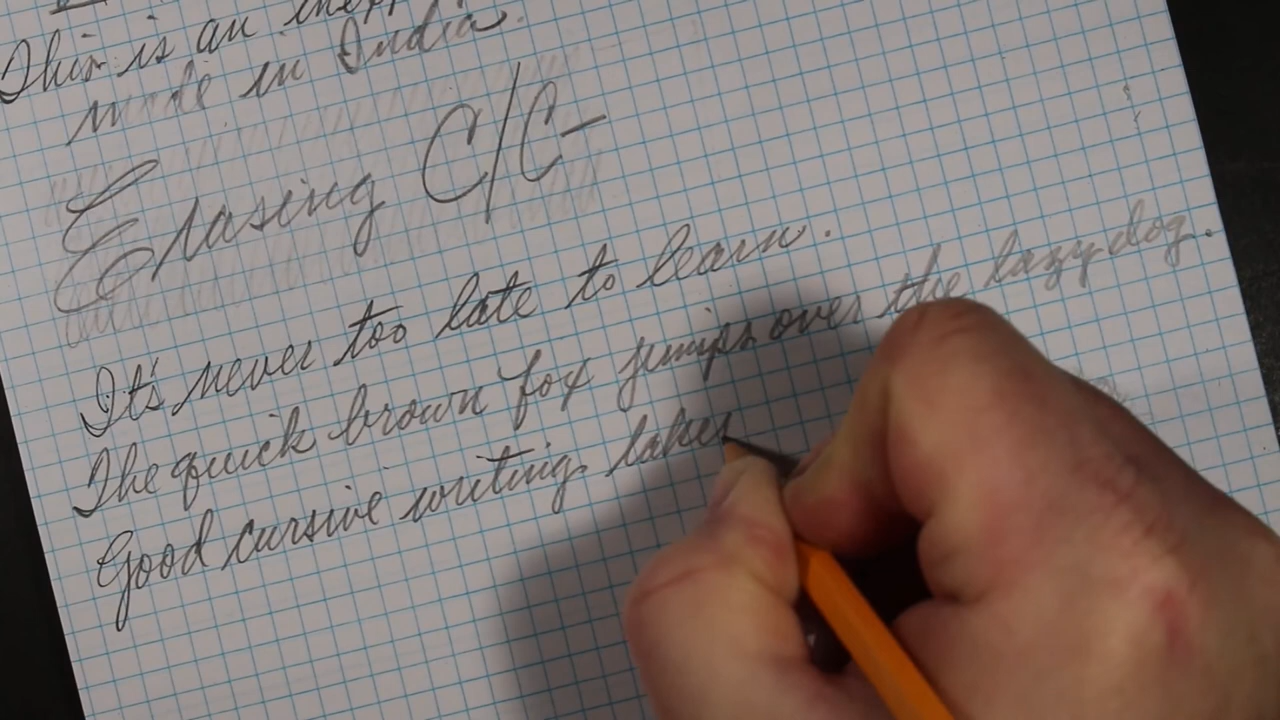 This is an
made in India.
Erasing C/C-
It's never too late to learn.
The quick brown fox jumps over the lazy dog.
Good cursive writing takes